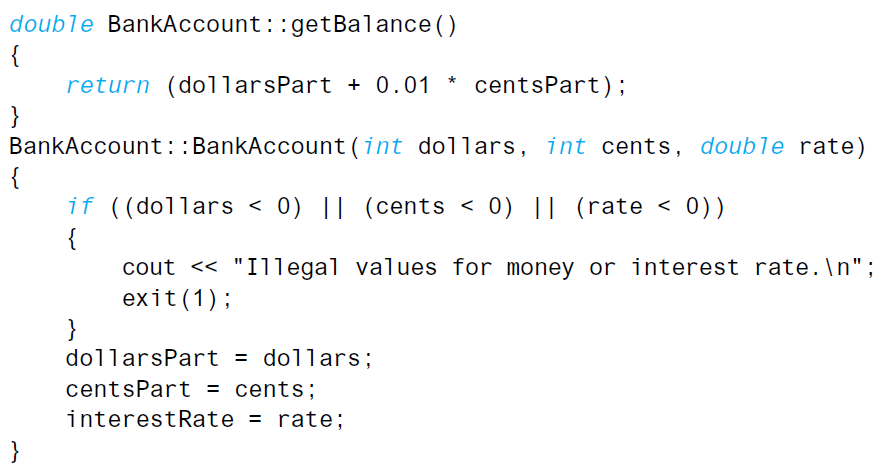 double BankAccount::getBalance()
{
    return (dollarsPart + 0.01 * centsPart);
}
BankAccount::BankAccount(int dollars, int cents, double rate)
{
    if ((dollars < 0) || (cents < 0) || (rate < 0))
    {
        cout << "Illegal values for money or interest rate.\n";
        exit(1);
    }
    dollarsPart = dollars;
    centsPart = cents;
    interestRate = rate;
}